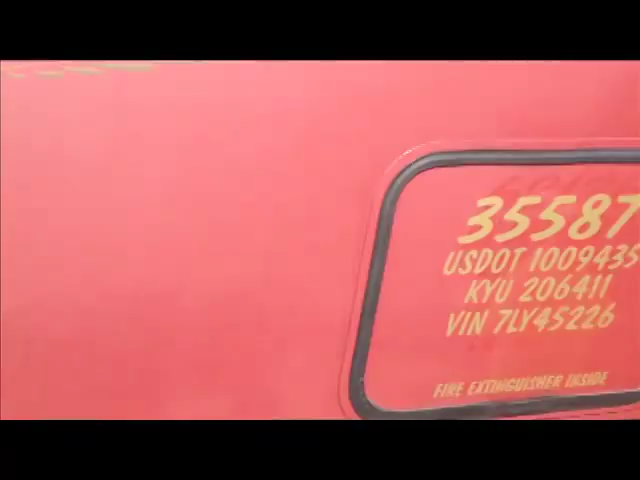 35587
USDOT 1009435
KYU 206411
VIN 7LY45226
FIRE EXTINGUISHER INSIDE